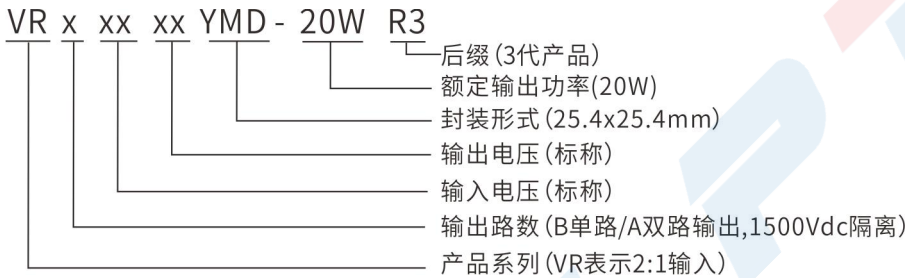 VR x xx xx YMD - 20W R3
后缀(3代产品)
额定输出功率(20W)
封装形式(25.4x25.4mm)
输出电压(标称)
输入电压(标称)
输出路数(B单路/A双路输出,1500Vdc隔离)
产品系列(VR表示2:1输入)